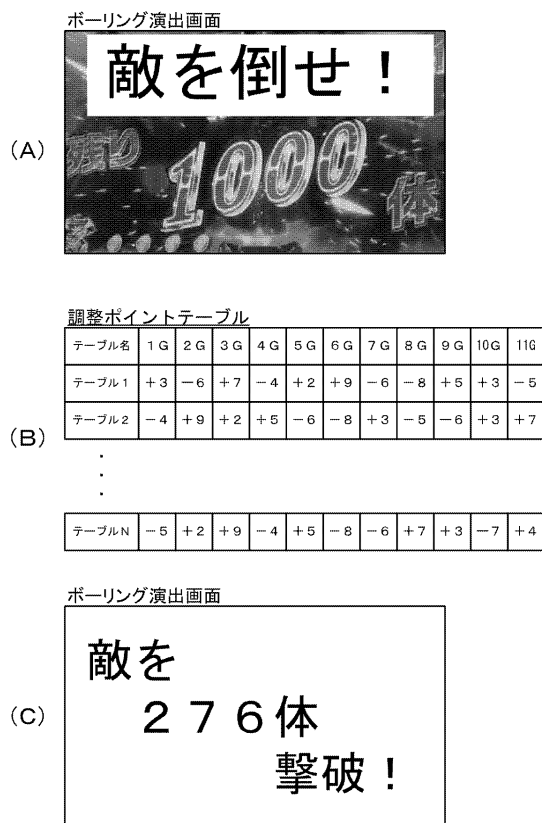 ボーリング演出画面
(A)
敵を倒せ！
残り
1000
体
調整ポイントテーブル
(B)
テーブル名 1G 2G 3G 4G 5G 6G 7G 8G 9G 10G 11G
テーブル1 +3 −6 +7 −4 +2 +9 −6 −8 +5 +3 −5
テーブル2 −4 +9 +2 +5 −6 −8 +3 −5 −6 +3 +7
テーブルN −5 +2 +9 −4 +5 −8 −6 +7 +3 −7 +4
ボーリング演出画面
(C)
敵を
２７６体
撃破！